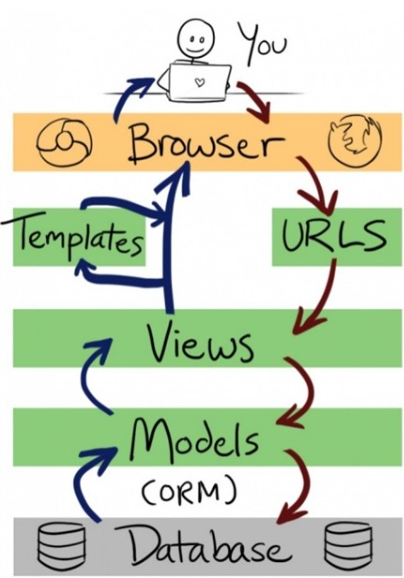 You
Browser
Templates
URLS
Views
Models
(ORM)
Database